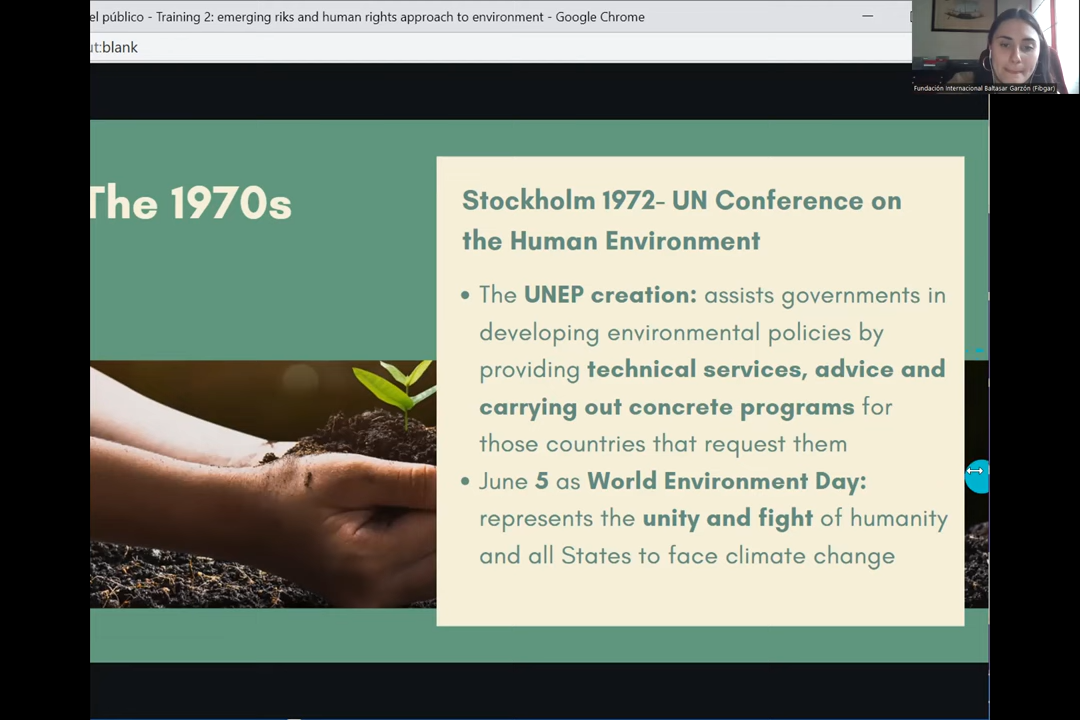 el público - Training 2: emerging riks and human rights approach to environment - Google Chrome
ut:blank
Fundación Internacional Baltasar Garzón (Fibgar)
The 1970s
Stockholm 1972- UN Conference on
the Human Environment
• The UNEP creation: assists governments in
developing environmental policies by
providing technical services, advice and
carrying out concrete programs for
those countries that request them
• June 5 as World Environment Day:
represents the unity and fight of humanity
and all States to face climate change